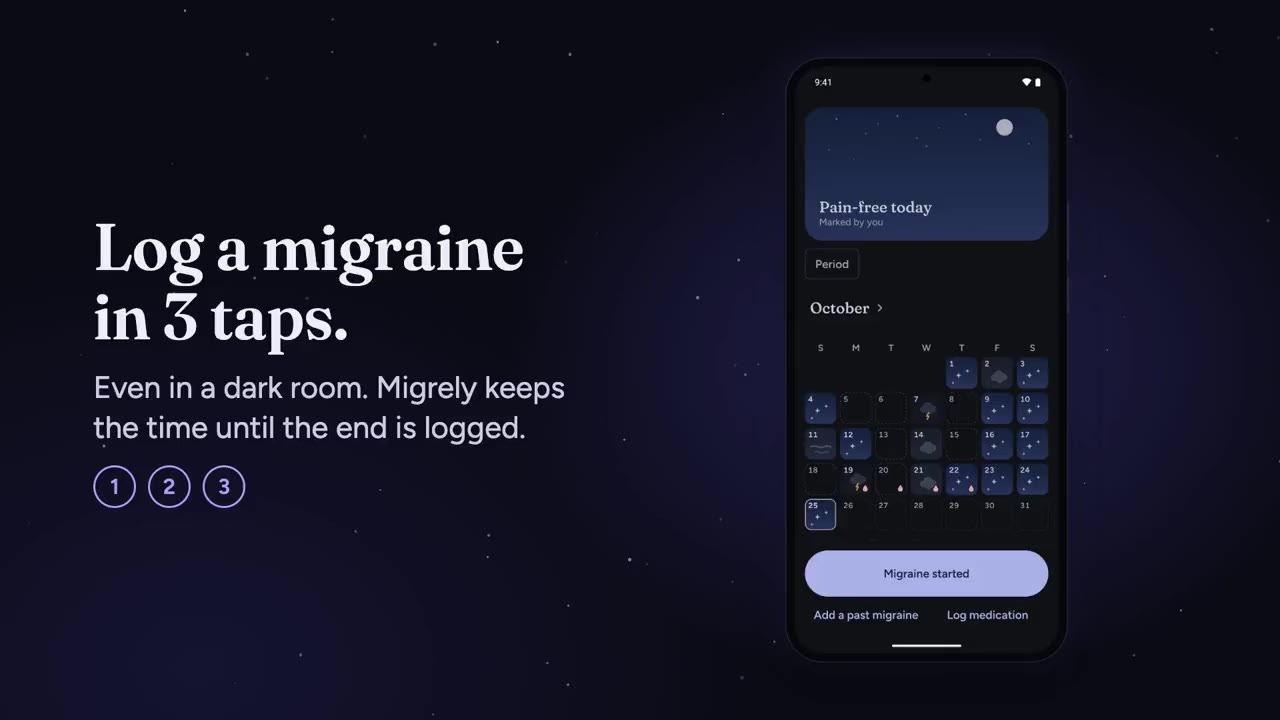 Log a migraine
in 3 taps.
Even in a dark room. Migrely keeps
the time until the end is logged.
1 2 3
9:41
Pain-free today
Marked by you
Period
October >
S M T W T F S
1 2 3
4 5 6 7 8 9 10
11 12 13 14 15 16 17
18 19 20 21 22 23 24
25 26 27 28 29 30 31
Migraine started
Add a past migraine Log medication